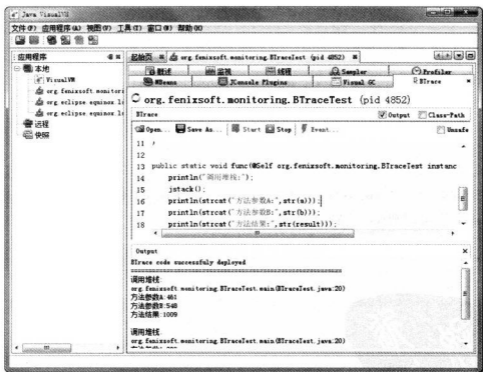 Java VisualVM
文件(F) 应用程序(A) 视图(V) 工具(T) 窗口(W) 帮助(O)
应用程序
本地
VisualVM
org.fenixsoft.monitor
org.eclipse.equinox.l
org.eclipse.equinox.l
远程
快照
起始页 org.fenixsoft.monitoring.BTraceTest (pid 4852)
概述 监视 线程 Sampler Profiler
MBeans JConsole Plugins Visual GC BTrace
org.fenixsoft.monitoring.BTraceTest (pid 4852)
BTrace Output Class-Path
Open... Save As... Start Stop Event... Unsafe
11 /
12
13 public static void func(@Self org.fenixsoft.monitoring.BTraceTest instanc
14 println("调用堆栈:");
15 jstack();
16 println(strcat("方法参数A:",str(a)));
17 println(strcat("方法参数B:",str(b)));
18 println(strcat("方法结果:",str(result)));
Output
BTrace code successfuly deployed
===========================================
调用堆栈:
org.fenixsoft.monitoring.BTraceTest.main(BTraceTest.java:20)
方法参数A:461
方法参数B:548
方法结果:1009
调用堆栈:
org.fenixsoft.monitoring.BTraceTest.main(BTraceTest.java:20)